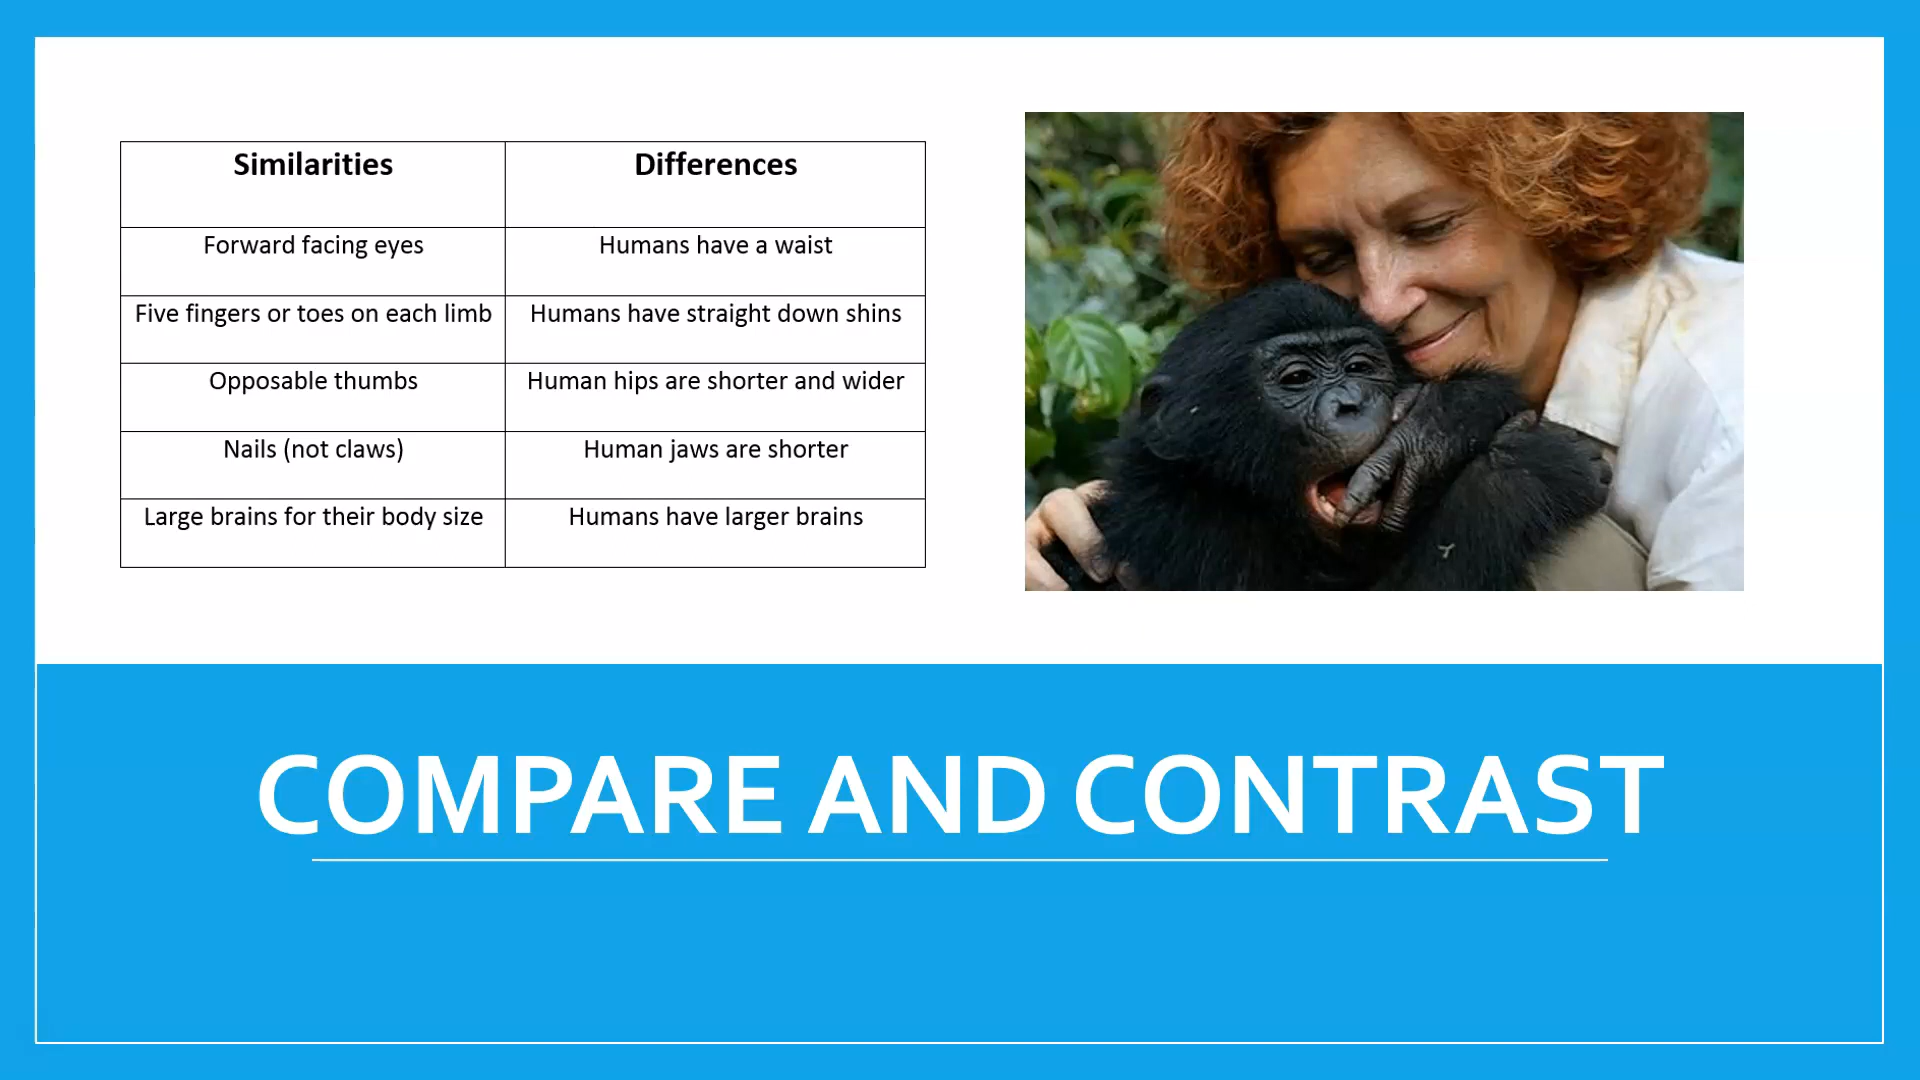 Similarities Differences
Forward facing eyes Humans have a waist
Five fingers or toes on each limb Humans have straight down shins
Opposable thumbs Human hips are shorter and wider
Nails (not claws) Human jaws are shorter
Large brains for their body size Humans have larger brains
COMPARE AND CONTRAST